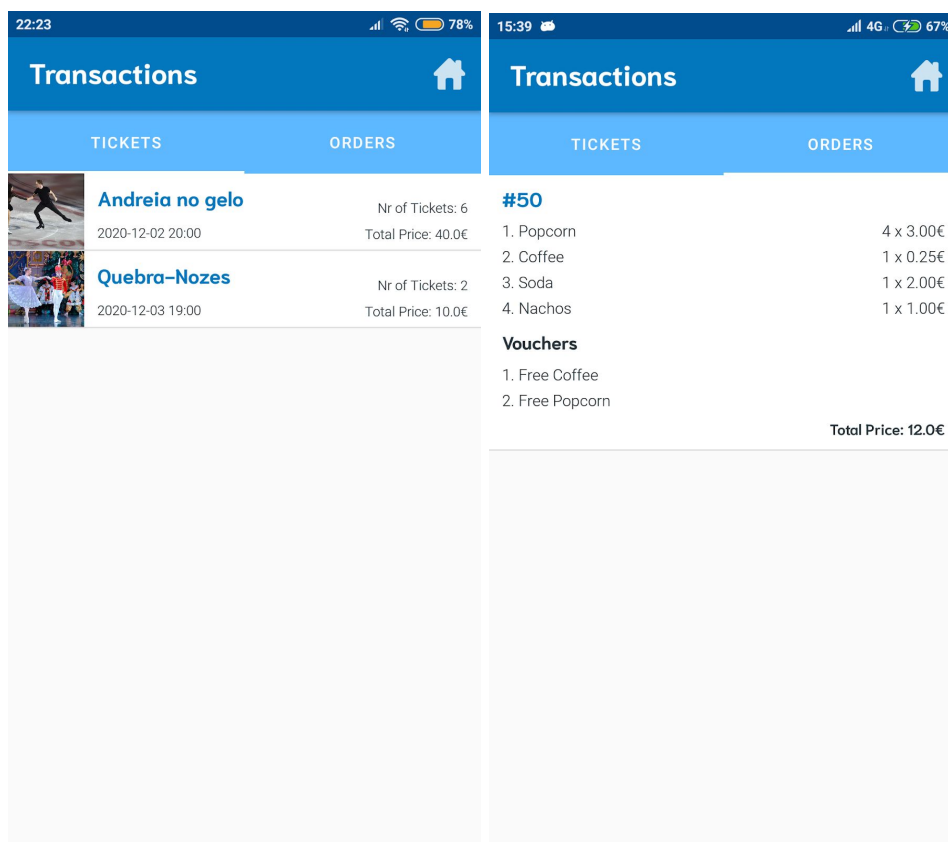 22:23
78%
Transactions
TICKETS
ORDERS
Andreia no gelo
Nr of Tickets: 6
2020-12-02 20:00
Total Price: 40.0€
Quebra-Nozes
Nr of Tickets: 2
2020-12-03 19:00
Total Price: 10.0€
15:39
4G
67%
Transactions
TICKETS
ORDERS
#50
1. Popcorn 4 x 3.00€
2. Coffee 1 x 0.25€
3. Soda 1 x 2.00€
4. Nachos 1 x 1.00€
Vouchers
1. Free Coffee
2. Free Popcorn
Total Price: 12.0€